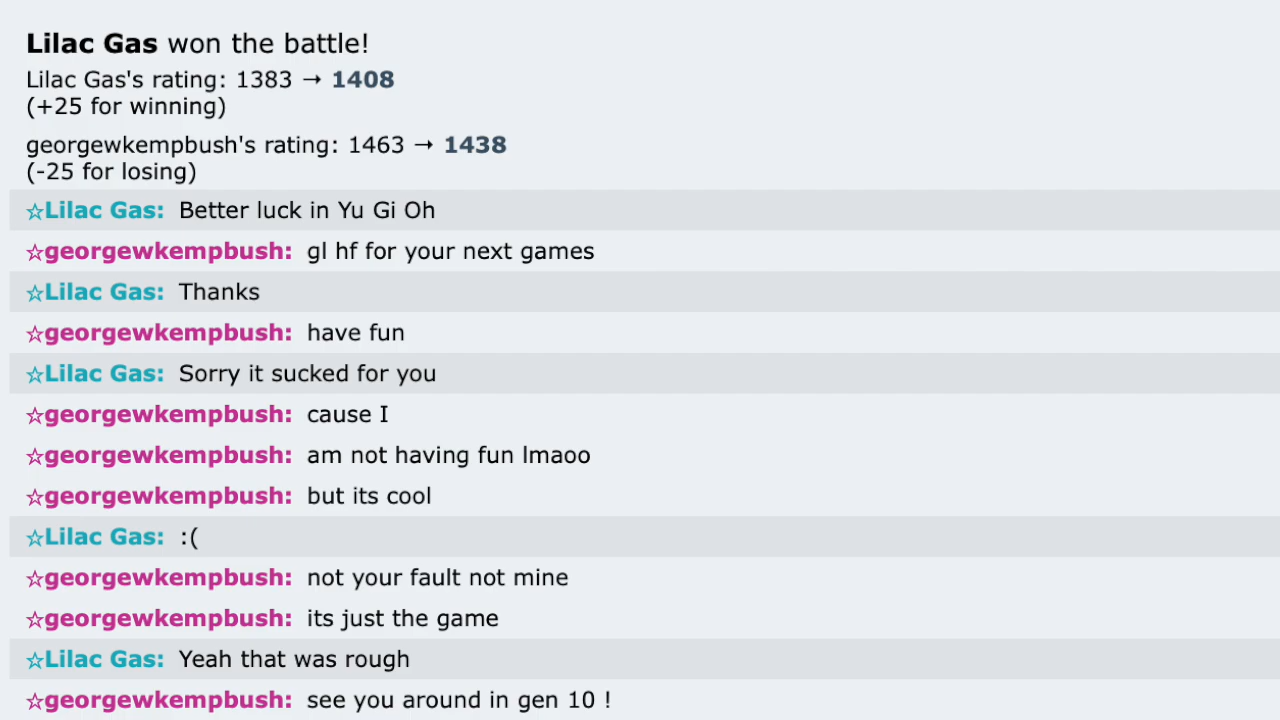 Lilac Gas won the battle!
Lilac Gas's rating: 1383 → 1408
(+25 for winning)
georgewkempbush's rating: 1463 → 1438
(-25 for losing)
☆Lilac Gas: Better luck in Yu Gi Oh
☆georgewkempbush: gl hf for your next games
☆Lilac Gas: Thanks
☆georgewkempbush: have fun
☆Lilac Gas: Sorry it sucked for you
☆georgewkempbush: cause I
☆georgewkempbush: am not having fun lmaoo
☆georgewkempbush: but its cool
☆Lilac Gas: :(
☆georgewkempbush: not your fault not mine
☆georgewkempbush: its just the game
☆Lilac Gas: Yeah that was rough
☆georgewkempbush: see you around in gen 10 !